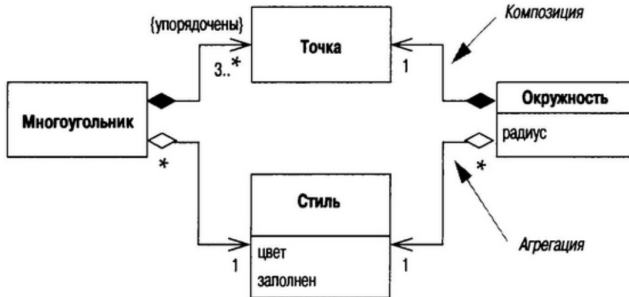 {упорядочены}
Точка
Композиция
3..*
1
Многоугольник
Окружность
радиус
*
*
Стиль
цвет
заполнен
1
1
Агрегация